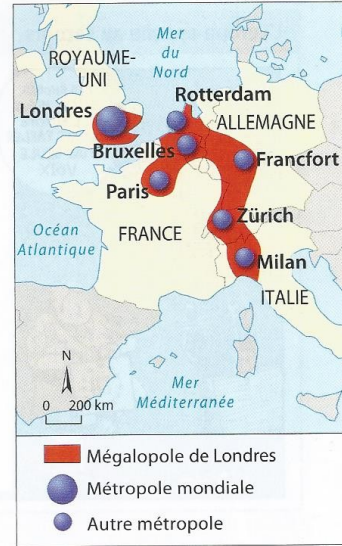 Mer
du
Nord
ROYAUME-
UNI
Londres
Rotterdam
ALLEMAGNE
Bruxelles
Francfort
Paris
Zürich
Océan
Atlantique
FRANCE
Milan
ITALIE
N
0 200 km
Mer
Méditerranée
Mégalopole de Londres
Métropole mondiale
Autre métropole